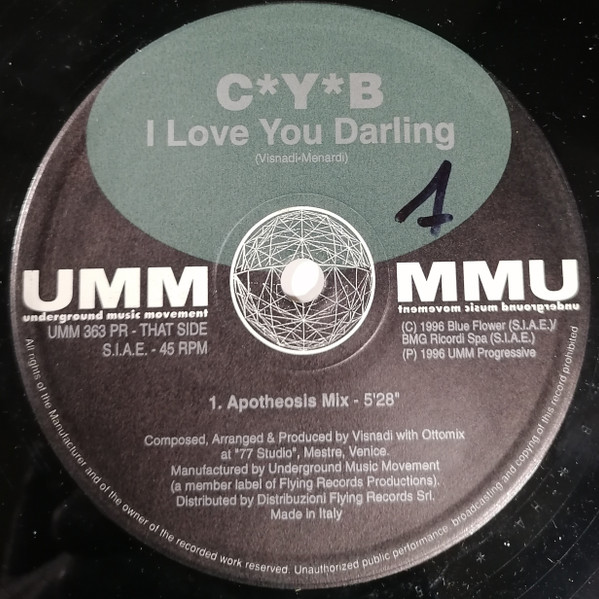 C*Y*B
I Love You Darling
(Visnadi-Menardi)
1
UMM
underground music movement
UMM 363 PR - THAT SIDE
S.I.A.E. - 45 RPM
UMM
underground music movement
(C) 1996 Blue Flower (S.I.A.E.)/
BMG Ricordi Spa (S.I.A.E.)
(P) 1996 UMM Progressive
1. Apotheosis Mix - 5'28"
Composed, Arranged & Produced by Visnadi with Ottomix
at "77 Studio", Mestre, Venice.
Manufactured by Underground Music Movement
(a member label of Flying Records Productions).
Distributed by Distribuzioni Flying Records Srl.
Made in Italy
All rights of the Manufacturer and of the owner of the recorded work reserved. Unauthorized public performance, broadcasting and copying of this record prohibited